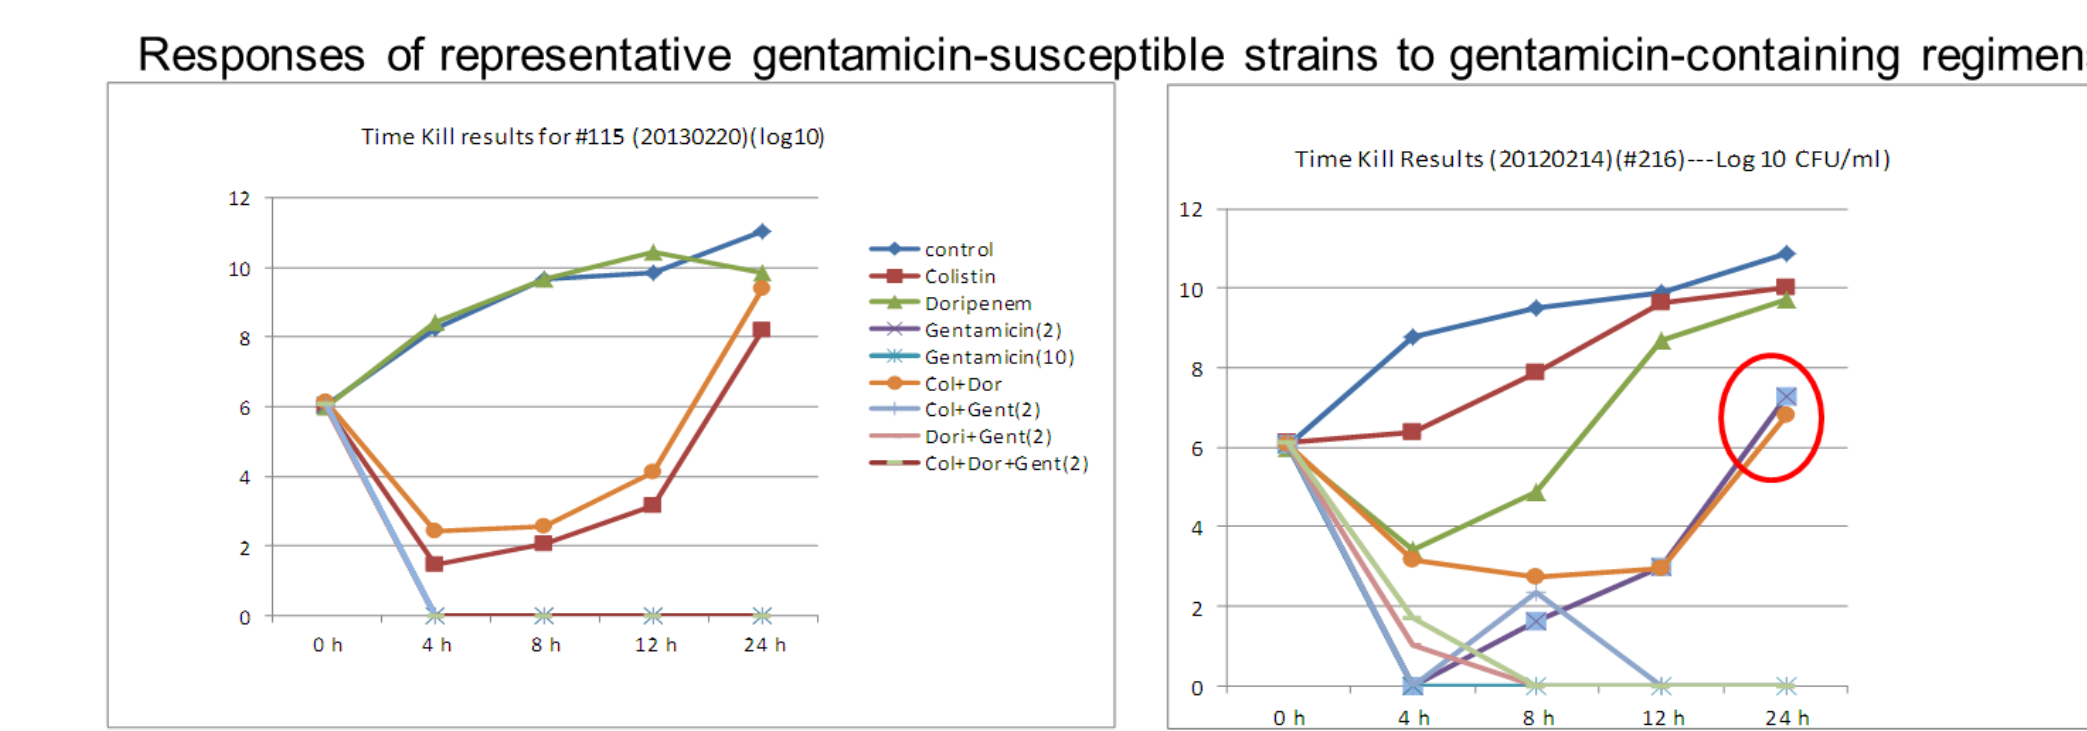 Responses of representative gentamicin-susceptible strains to gentamicin-containing regimen
Time Kill results for #115 (20130220)(log10)
12
10
8
6
4
2
0
0 h
4 h
8 h
12 h
24 h
control
Colistin
Doripenem
Gentamicin(2)
Gentamicin(10)
Col+Dor
Col+Gent(2)
Dori+Gent(2)
Col+Dor+Gent(2)
Time Kill Results (20120214)(#216)---Log 10 CFU/ml)
12
10
8
6
4
2
0
0 h
4 h
8 h
12 h
24 h